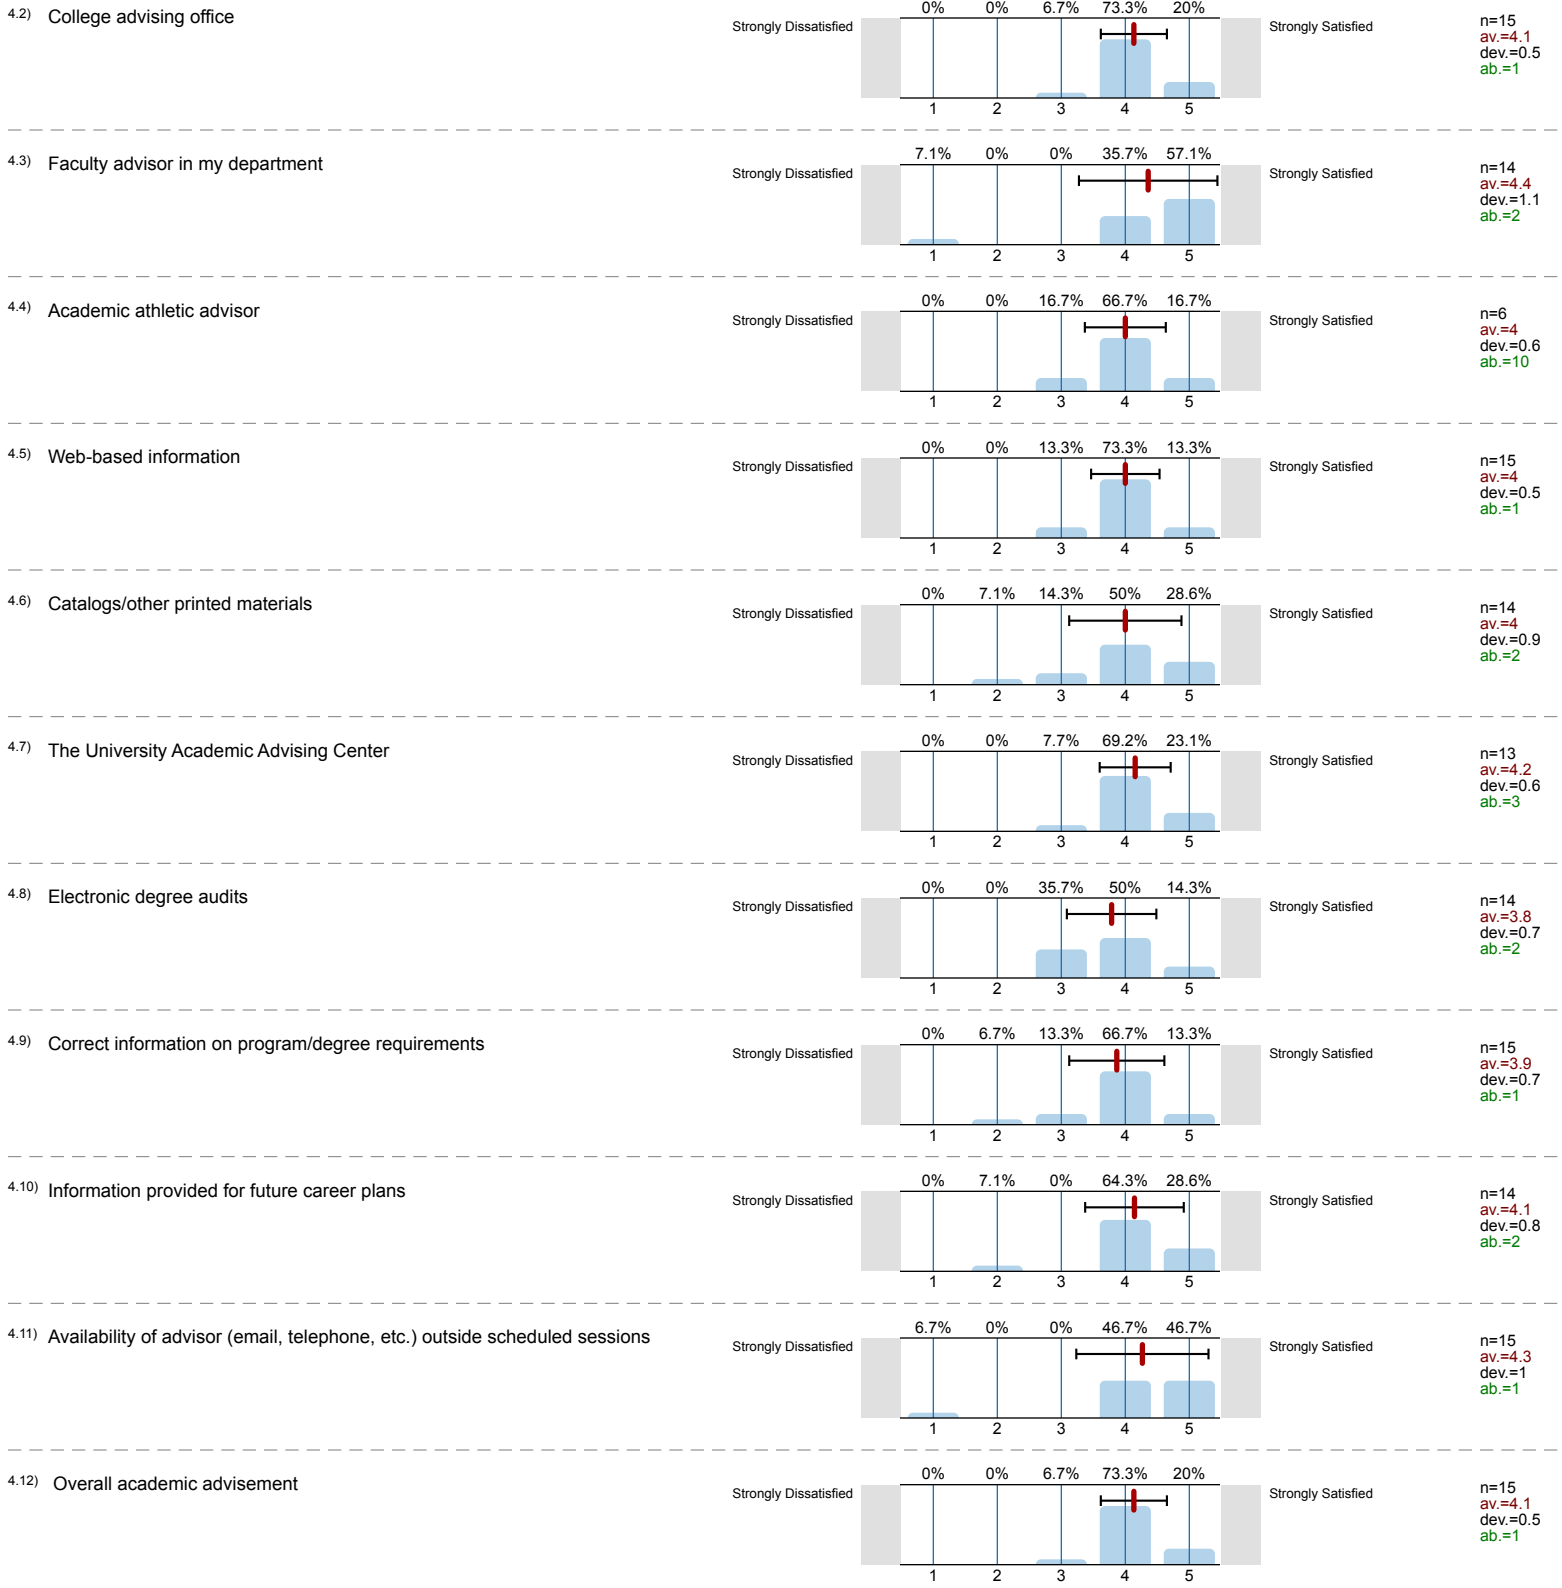 4.2) College advising office
0% 0% 6.7% 73.3% 20%
Strongly Dissatisfied Strongly Satisfied
n=15
av.=4.1
dev.=0.5
ab.=1
1 2 3 4 5
4.3) Faculty advisor in my department
7.1% 0% 0% 35.7% 57.1%
Strongly Dissatisfied Strongly Satisfied
n=14
av.=4.4
dev.=1.1
ab.=2
1 2 3 4 5
4.4) Academic athletic advisor
0% 0% 16.7% 66.7% 16.7%
Strongly Dissatisfied Strongly Satisfied
n=6
av.=4
dev.=0.6
ab.=10
1 2 3 4 5
4.5) Web-based information
0% 0% 13.3% 73.3% 13.3%
Strongly Dissatisfied Strongly Satisfied
n=15
av.=4
dev.=0.5
ab.=1
1 2 3 4 5
4.6) Catalogs/other printed materials
0% 7.1% 14.3% 50% 28.6%
Strongly Dissatisfied Strongly Satisfied
n=14
av.=4
dev.=0.9
ab.=2
1 2 3 4 5
4.7) The University Academic Advising Center
0% 0% 7.7% 69.2% 23.1%
Strongly Dissatisfied Strongly Satisfied
n=13
av.=4.2
dev.=0.6
ab.=3
1 2 3 4 5
4.8) Electronic degree audits
0% 0% 35.7% 50% 14.3%
Strongly Dissatisfied Strongly Satisfied
n=14
av.=3.8
dev.=0.7
ab.=2
1 2 3 4 5
4.9) Correct information on program/degree requirements
0% 6.7% 13.3% 66.7% 13.3%
Strongly Dissatisfied Strongly Satisfied
n=15
av.=3.9
dev.=0.7
ab.=1
1 2 3 4 5
4.10) Information provided for future career plans
0% 7.1% 0% 64.3% 28.6%
Strongly Dissatisfied Strongly Satisfied
n=14
av.=4.1
dev.=0.8
ab.=2
1 2 3 4 5
4.11) Availability of advisor (email, telephone, etc.) outside scheduled sessions
6.7% 0% 0% 46.7% 46.7%
Strongly Dissatisfied Strongly Satisfied
n=15
av.=4.3
dev.=1
ab.=1
1 2 3 4 5
4.12) Overall academic advisement
0% 0% 6.7% 73.3% 20%
Strongly Dissatisfied Strongly Satisfied
n=15
av.=4.1
dev.=0.5
ab.=1
1 2 3 4 5